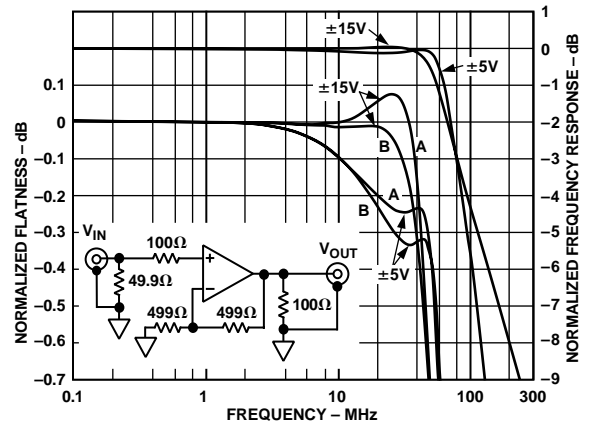 1
0
–1
–2
–3
–4
–5
–6
–7
–8
–9
NORMALIZED FREQUENCY RESPONSE – dB
0.1
0
–0.1
–0.2
–0.3
–0.4
–0.5
–0.6
–0.7
NORMALIZED FLATNESS – dB
±15V
±5V
±15V
B
A
A
B
±5V
VIN
100Ω
49.9Ω
+
–
499Ω
499Ω
VOUT
100Ω
0.1
1
10
100
300
FREQUENCY – MHz